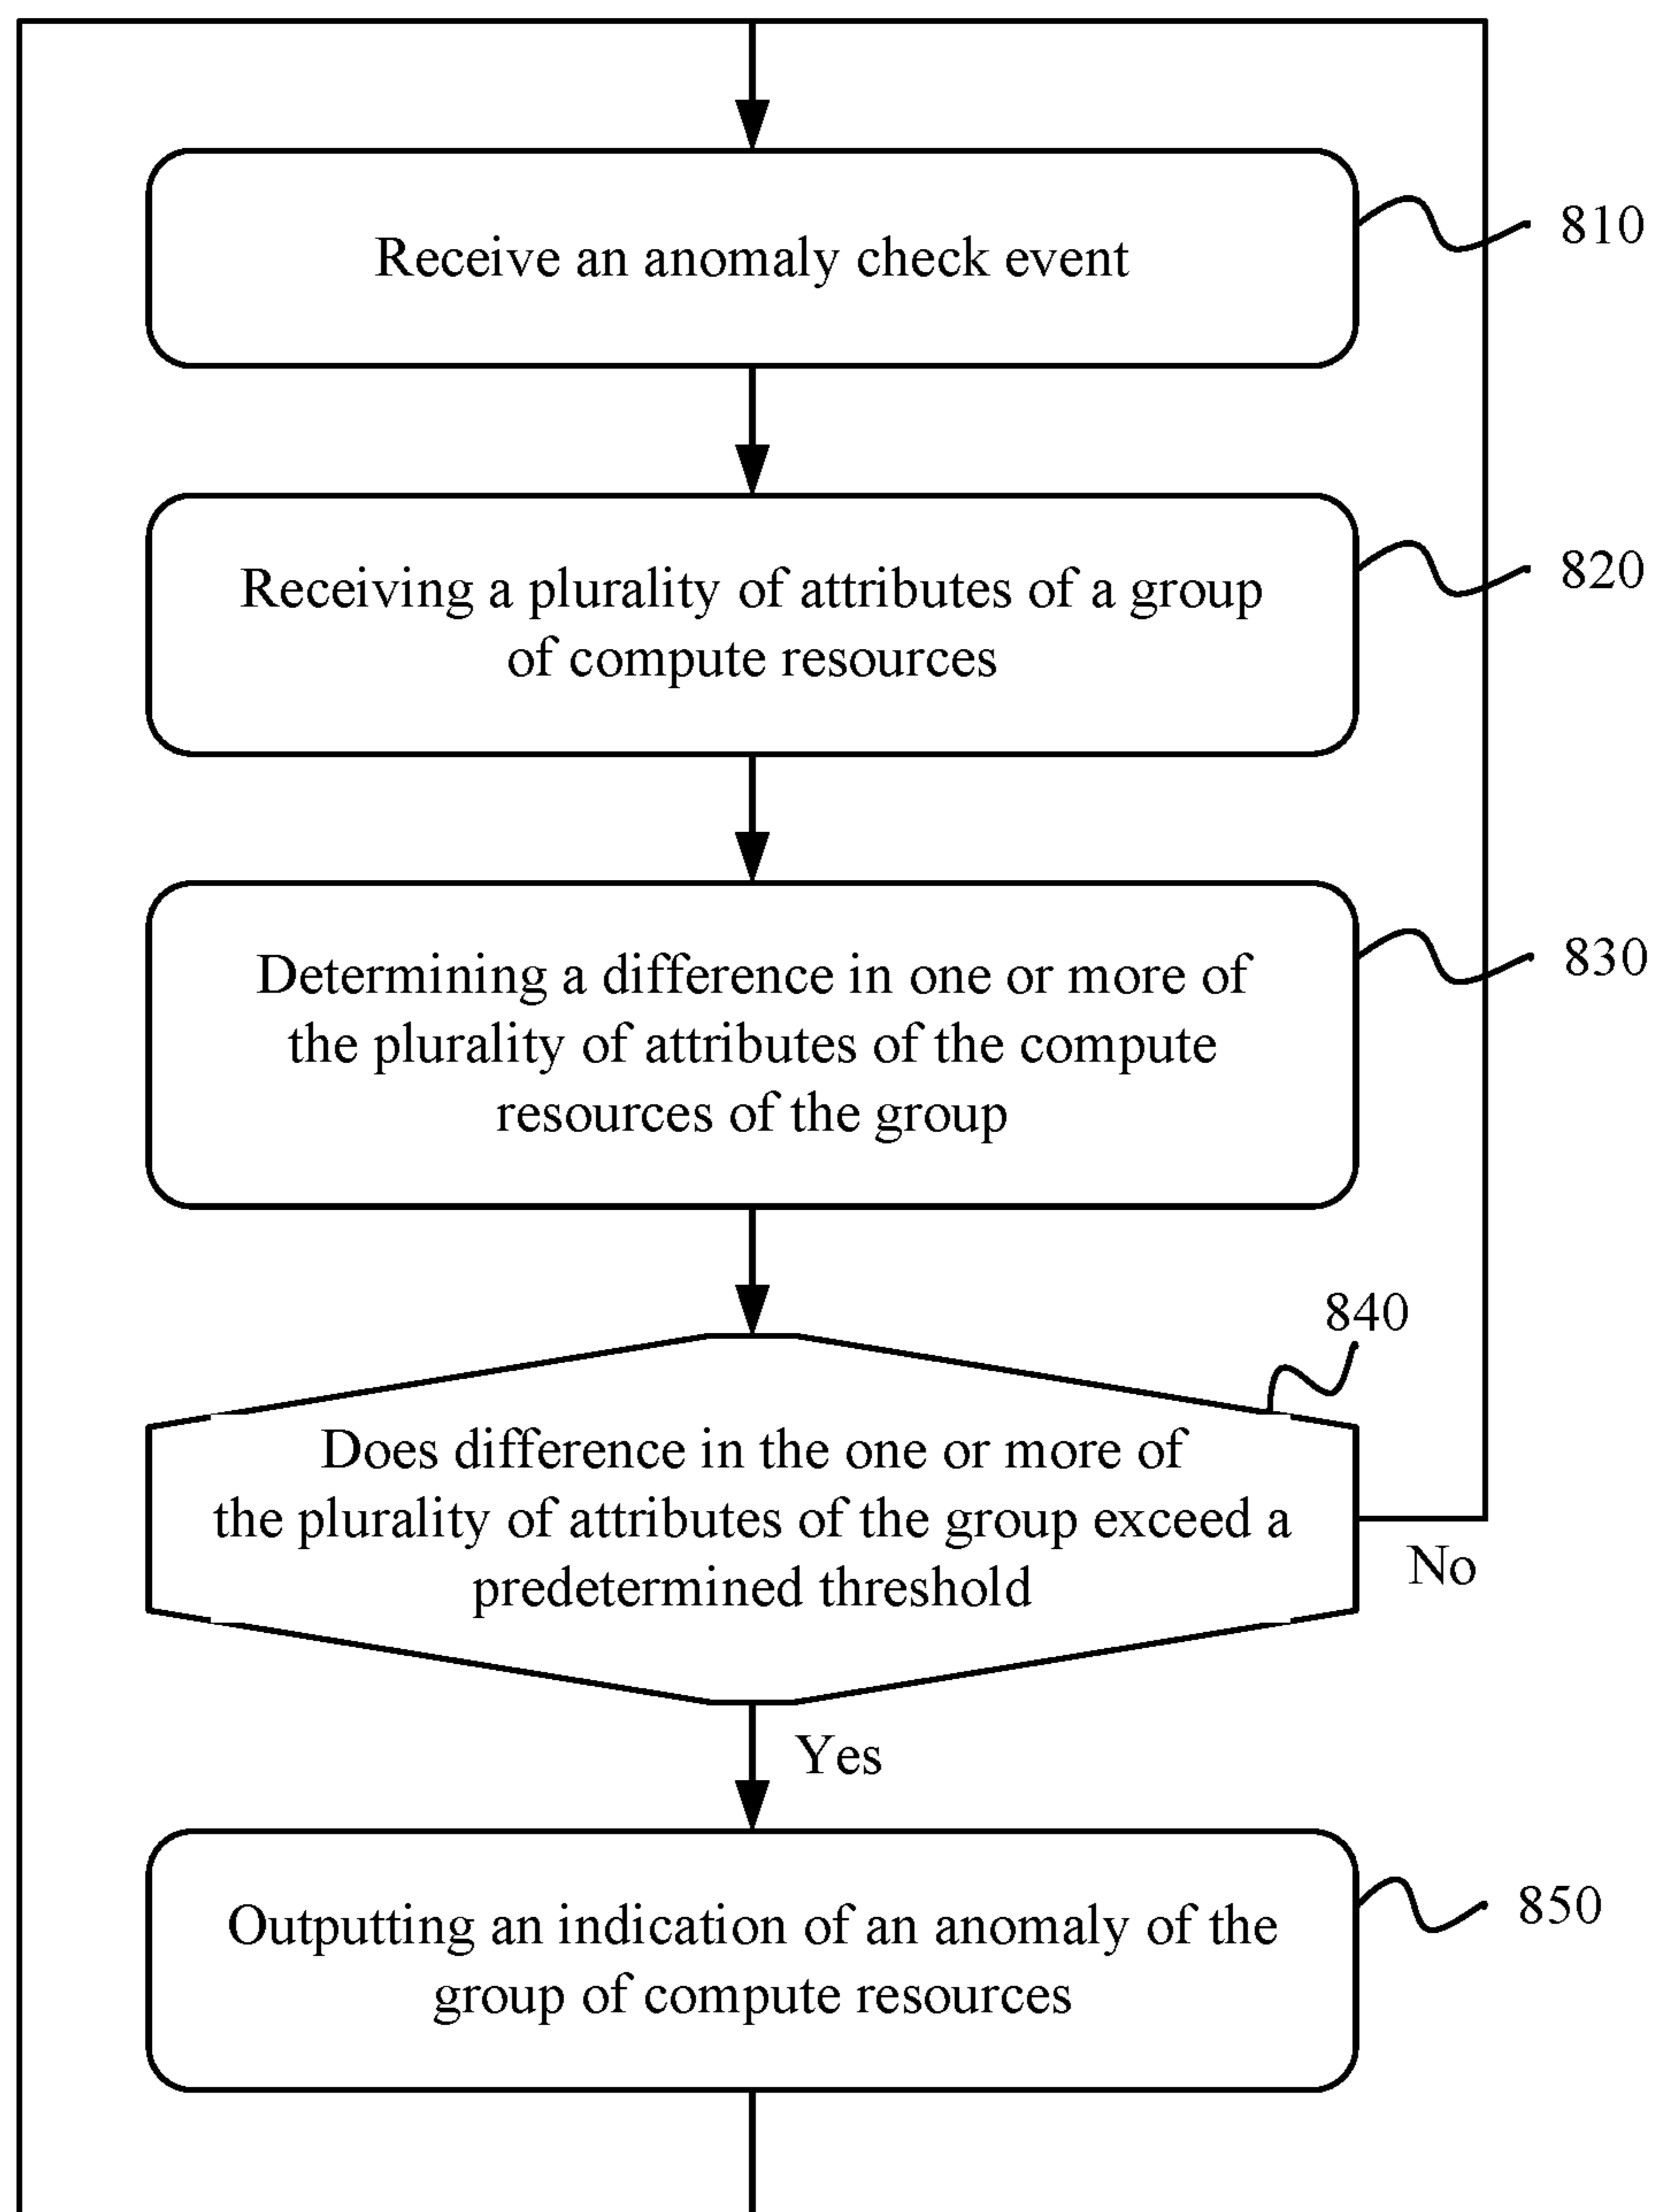 Receive an anomaly check event
810
Receiving a plurality of attributes of a group
of compute resources
820
Determining a difference in one or more of
the plurality of attributes of the compute
resources of the group
830
840
Does difference in the one or more of
the plurality of attributes of the group exceed a
predetermined threshold
No
Yes
Outputting an indication of an anomaly of the
group of compute resources
850